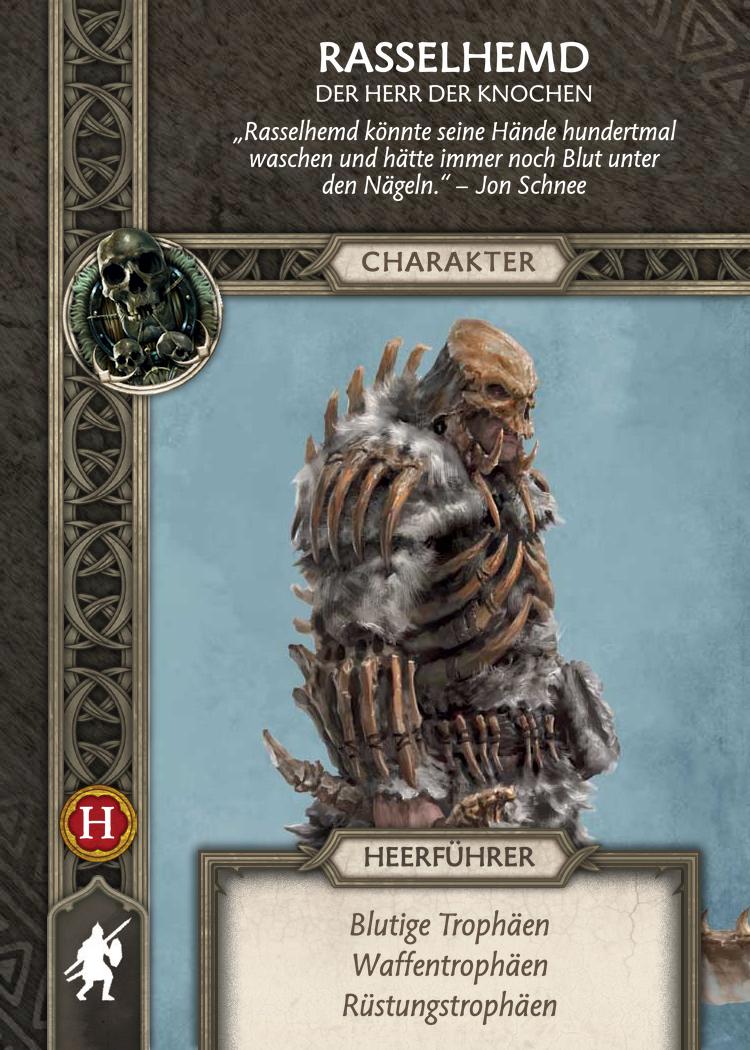 RASSELHEMD
DER HERR DER KNOCHEN
„Rasselhemd könnte seine Hände hundertmal
waschen und hätte immer noch Blut unter
den Nägeln.“ – Jon Schnee
CHARAKTER
H
HEERFÜHRER
Blutige Trophäen
Waffentrophäen
Rüstungstrophäen